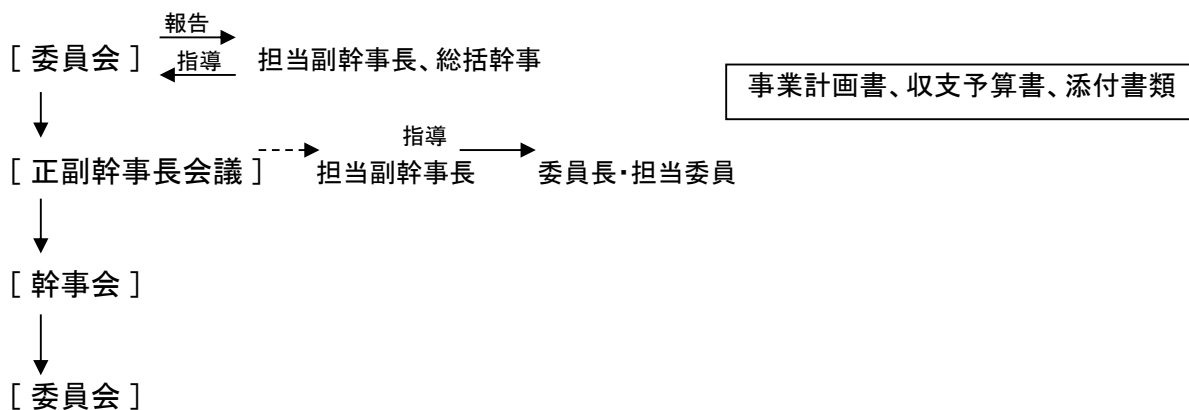 報告
[ 委員会 ] 指導 担当副幹事長、総括幹事
事業計画書、収支予算書、添付書類
指導
[ 正副幹事長会議 ] 担当副幹事長 委員長・担当委員
[ 幹事会 ]
[ 委員会 ]